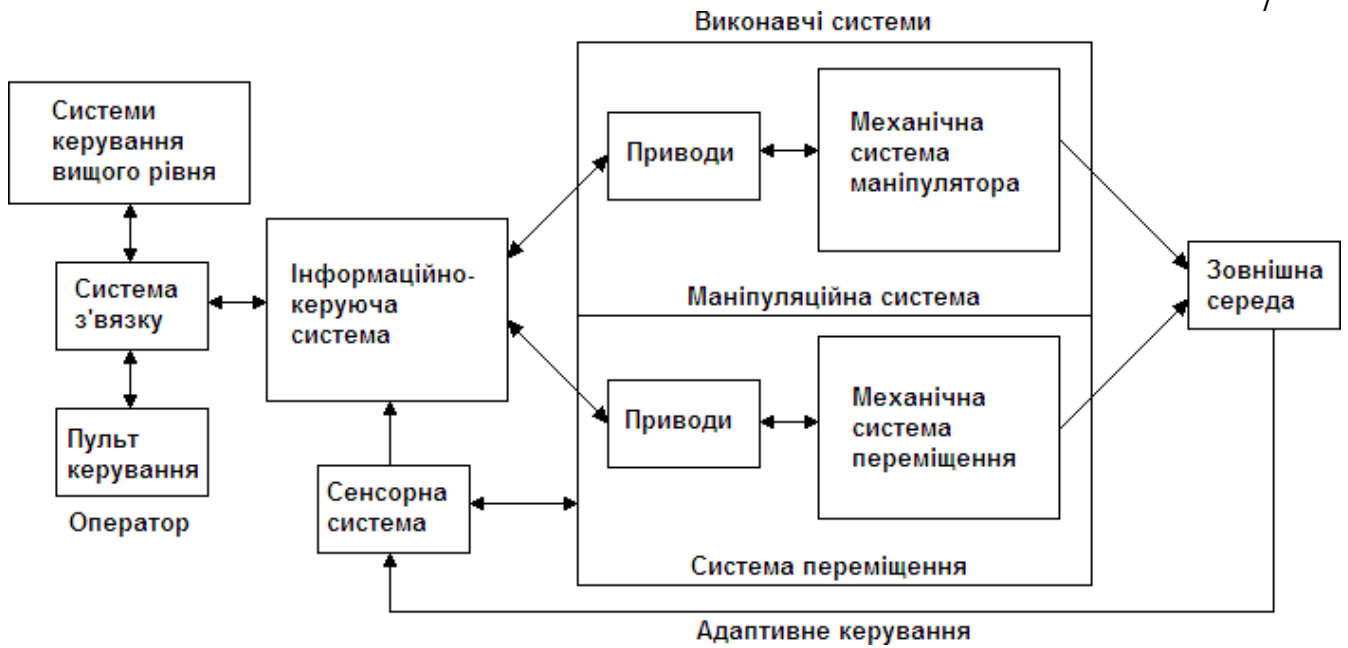 Виконавчі системи
Системи
керування
вищого рівня
Приводи
Механічна
система
маніпулятора
Система
з'вязку
Інформаційно-
керуюча
система
Маніпуляційна система
Зовнішна
середа
Пульт
керування
Оператор
Сенсорна
система
Приводи
Механічна
система
переміщення
Система переміщення
Адаптивне керування